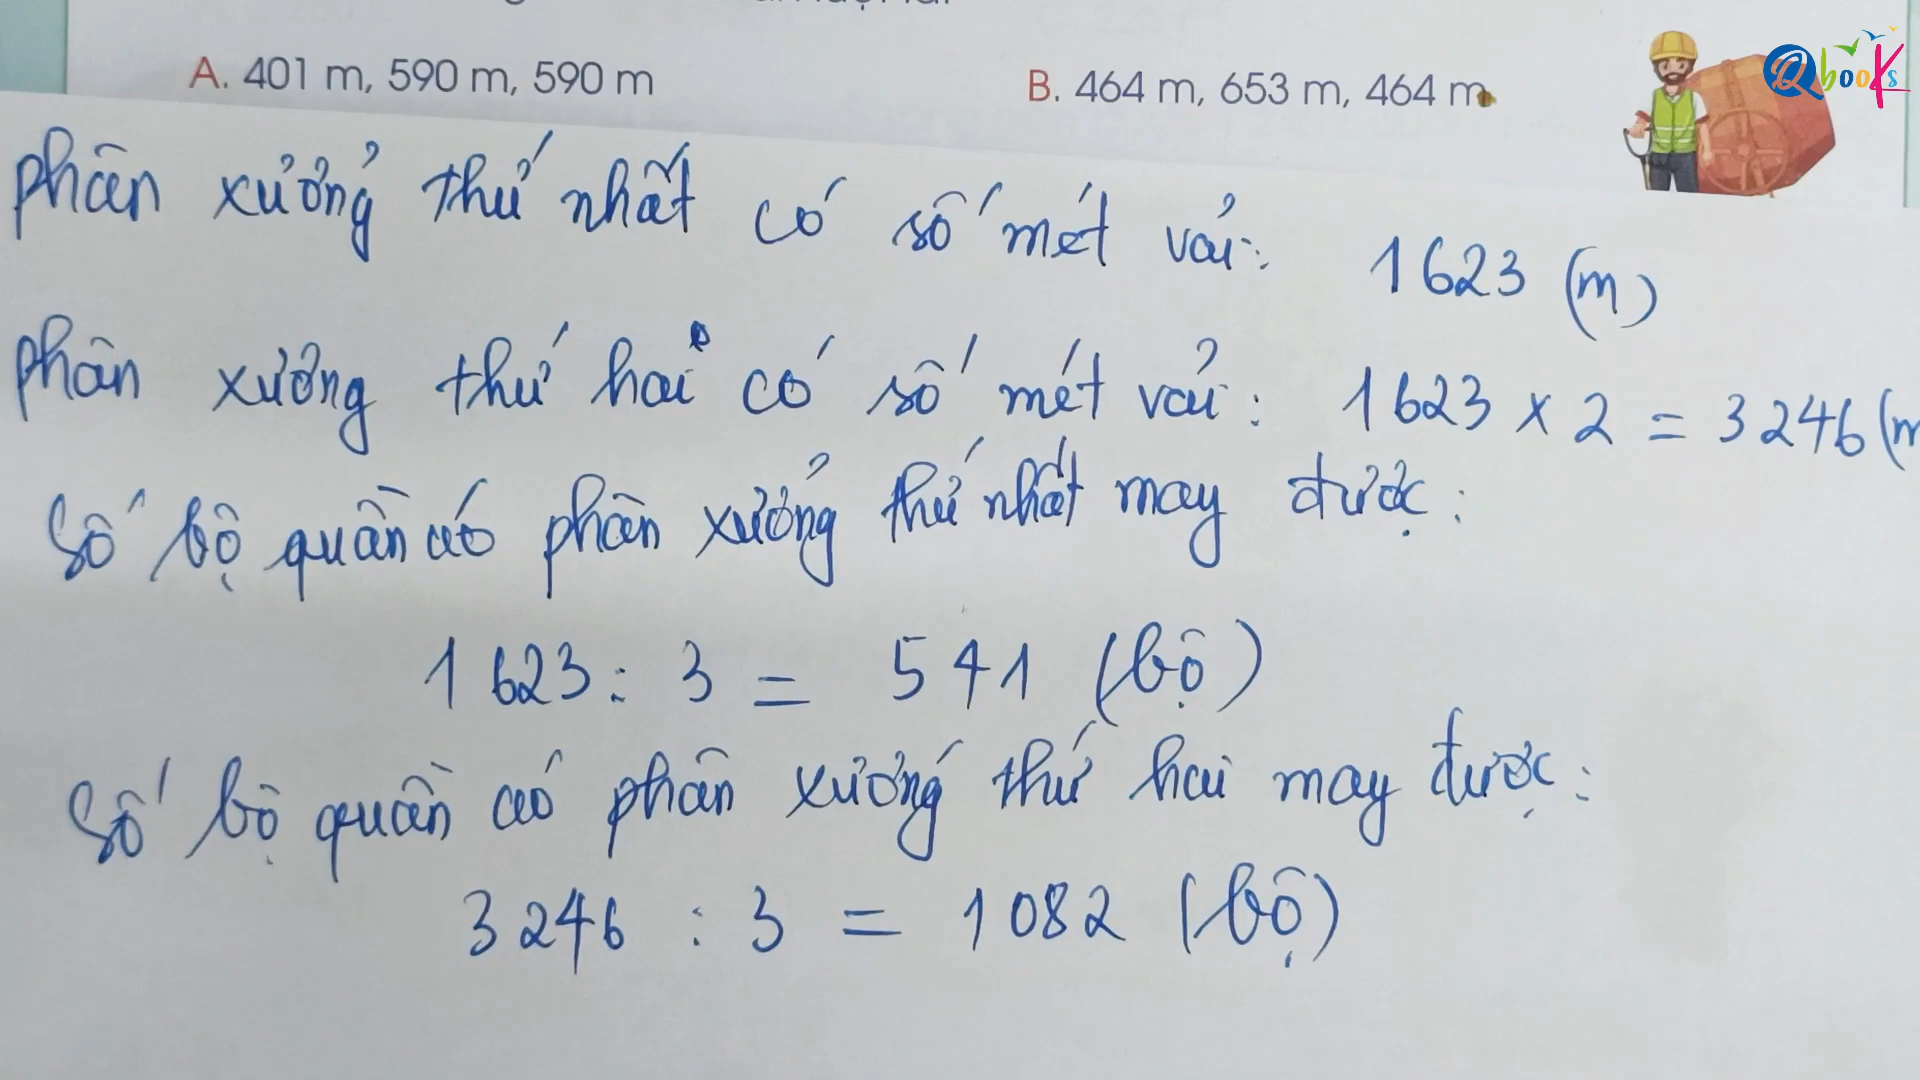 A. 401 m, 590 m, 590 m
B. 464 m, 653 m, 464 m
Qbooks
phân xưởng thứ nhất có số mét vải: 1623 (m)
phân xưởng thứ hai có số mét vải: 1623 x 2 = 3246 (m
Số bộ quần áo phân xưởng thứ nhất may được:
1623 : 3 = 541 (bộ)
Số bộ quần áo phân xướng thứ hai may được:
3246 : 3 = 1082 (bộ)